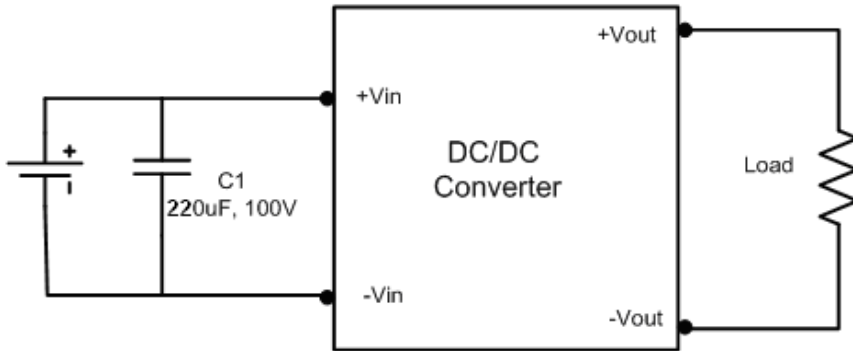 +Vout
+Vin
+
-
C1
220uF, 100V
DC/DC
Converter
Load
-Vin
-Vout